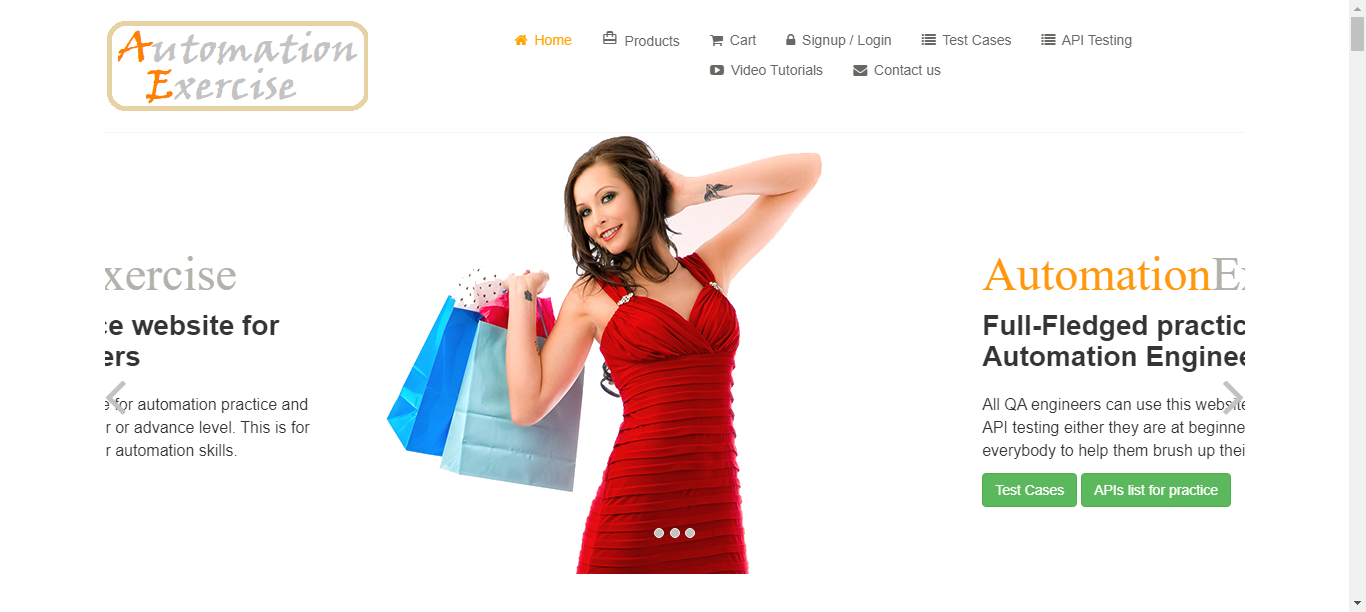 Automation
Exercise
Home
Products
Cart
Signup / Login
Test Cases
API Testing
Video Tutorials
Contact us
xercise
ce website for
ers
e for automation practice and
r or advance level. This is for
r automation skills.
AutomationEx
Full-Fledged practic
Automation Enginee
All QA engineers can use this website
API testing either they are at beginne
everybody to help them brush up thei
Test Cases
APIs list for practice